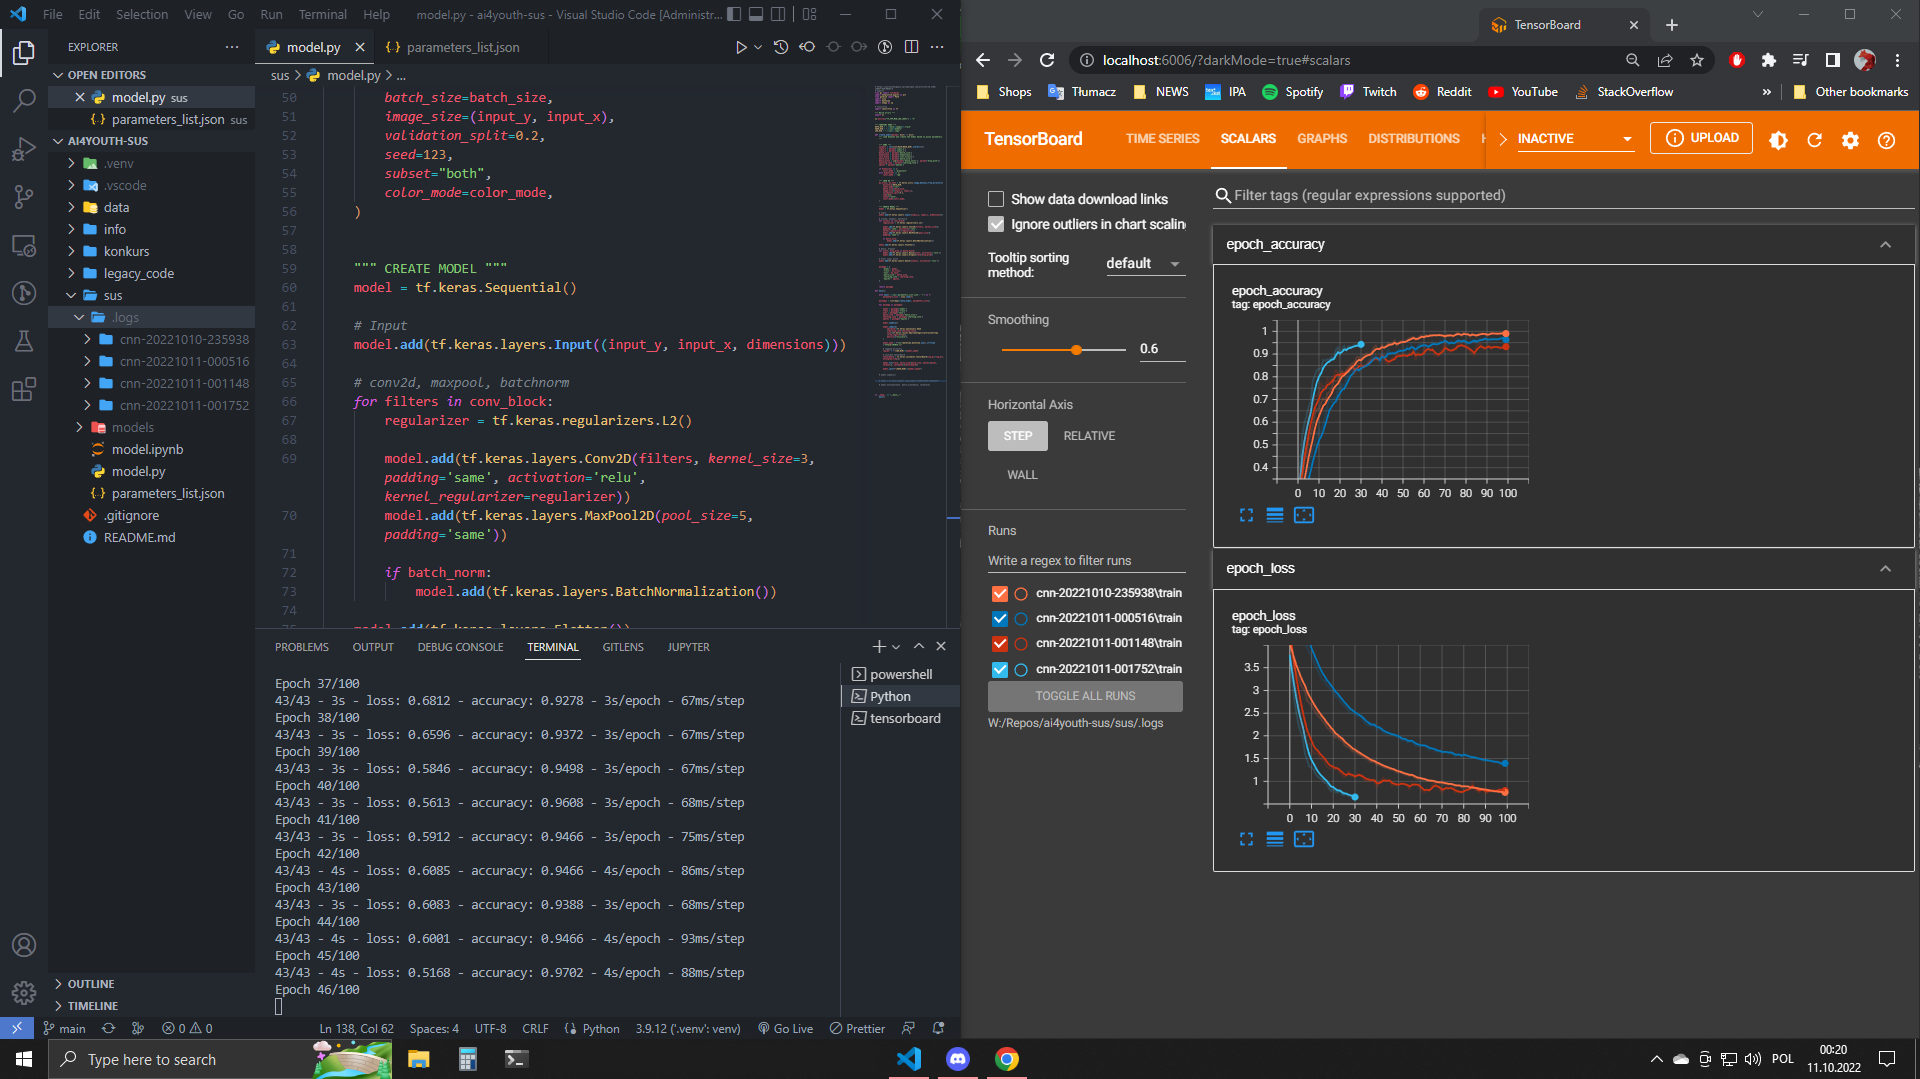 File Edit Selection View Go Run Terminal Help model.py - ai4youth-sus - Visual Studio Code [Administr...
EXPLORER
OPEN EDITORS
model.py sus
parameters_list.json sus
AI4YOUTH-SUS
.venv
.vscode
data
info
konkurs
legacy_code
sus
.logs
cnn-20221010-235938
cnn-20221011-000516
cnn-20221011-001148
cnn-20221011-001752
models
model.ipynb
model.py
parameters_list.json
.gitignore
README.md
OUTLINE
TIMELINE
model.py parameters_list.json
sus > model.py > ...
50 batch_size=batch_size,
51 image_size=(input_y, input_x),
52 validation_split=0.2,
53 seed=123,
54 subset="both",
55 color_mode=color_mode,
56 )
57
58
59 """ CREATE MODEL """
60 model = tf.keras.Sequential()
61
62 # Input
63 model.add(tf.keras.layers.Input((input_y, input_x, dimensions)))
64
65 # conv2d, maxpool, batchnorm
66 for filters in conv_block:
67 regularizer = tf.keras.regularizers.L2()
68
69 model.add(tf.keras.layers.Conv2D(filters, kernel_size=3,
padding='same', activation='relu',
kernel_regularizer=regularizer))
70 model.add(tf.keras.layers.MaxPool2D(pool_size=5,
padding='same'))
71
72 if batch_norm:
73 model.add(tf.keras.layers.BatchNormalization())
74
75 model.add(tf.keras.layers.Flatten())
PROBLEMS OUTPUT DEBUG CONSOLE TERMINAL GITLENS JUPYTER
powershell
Python
tensorboard
Epoch 37/100
43/43 - 3s - loss: 0.6812 - accuracy: 0.9278 - 3s/epoch - 67ms/step
Epoch 38/100
43/43 - 3s - loss: 0.6596 - accuracy: 0.9372 - 3s/epoch - 67ms/step
Epoch 39/100
43/43 - 3s - loss: 0.5846 - accuracy: 0.9498 - 3s/epoch - 67ms/step
Epoch 40/100
43/43 - 3s - loss: 0.5613 - accuracy: 0.9608 - 3s/epoch - 68ms/step
Epoch 41/100
43/43 - 3s - loss: 0.5912 - accuracy: 0.9466 - 3s/epoch - 75ms/step
Epoch 42/100
43/43 - 4s - loss: 0.6085 - accuracy: 0.9466 - 4s/epoch - 86ms/step
Epoch 43/100
43/43 - 3s - loss: 0.6083 - accuracy: 0.9388 - 3s/epoch - 68ms/step
Epoch 44/100
43/43 - 4s - loss: 0.6001 - accuracy: 0.9466 - 4s/epoch - 93ms/step
Epoch 45/100
43/43 - 4s - loss: 0.5168 - accuracy: 0.9702 - 4s/epoch - 88ms/step
Epoch 46/100
main 0 0 Ln 138, Col 62 Spaces: 4 UTF-8 CRLF Python 3.9.12 ('.venv': venv) Go Live Prettier
TensorBoard
localhost:6006/?darkMode=true#scalars
Shops Tłumacz NEWS IPA Spotify Twitch Reddit YouTube StackOverflow » Other bookmarks
TensorBoard TIME SERIES SCALARS GRAPHS DISTRIBUTIONS INACTIVE UPLOAD
Show data download links
Ignore outliers in chart scaling
Tooltip sorting
method: default
Smoothing
0.6
Horizontal Axis
STEP RELATIVE
WALL
Runs
Write a regex to filter runs
cnn-20221010-235938\train
cnn-20221011-000516\train
cnn-20221011-001148\train
cnn-20221011-001752\train
TOGGLE ALL RUNS
W:/Repos/ai4youth-sus/sus/.logs
Filter tags (regular expressions supported)
epoch_accuracy
epoch_accuracy
tag: epoch_accuracy
1
0.9
0.8
0.7
0.6
0.5
0.4
0 10 20 30 40 50 60 70 80 90 100
epoch_loss
epoch_loss
tag: epoch_loss
3.5
3
2.5
2
1.5
1
0 10 20 30 40 50 60 70 80 90 100
Type here to search
POL
00:20
11.10.2022